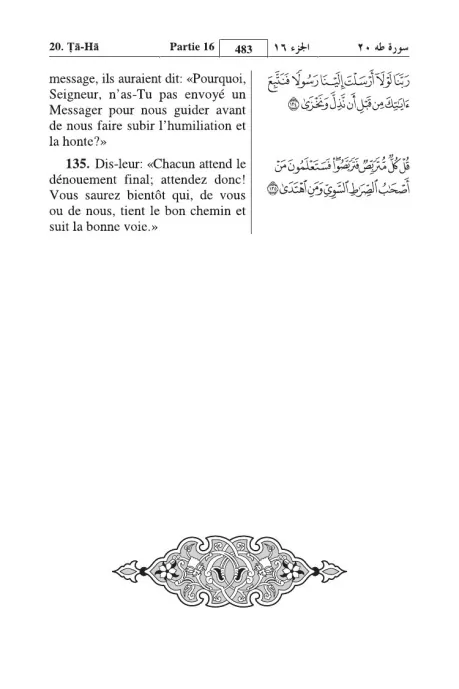 20. Ṭā-Hā Partie 16 483 الجزء ١٦ سورة طه ٢٠
message, ils auraient dit: «Pourquoi,
Seigneur, n’as-Tu pas envoyé un
Messager pour nous guider avant
de nous faire subir l’humiliation et
la honte?»
135. Dis-leur: «Chacun attend le
dénouement final; attendez donc!
Vous saurez bientôt qui, de vous
ou de nous, tient le bon chemin et
suit la bonne voie.»
رَبَّنَا لَوْلَآ أَرْسَلْتَ إِلَيْنَا رَسُولًا فَنَتَّبِعَ
ءَايَٰتِكَ مِن قَبْلِ أَن نَّذِلَّ وَنَخْزَىٰ ١٣٤
قُلْ كُلٌّ مُّتَرَبِّصٌ فَتَرَبَّصُوا۟ فَسَتَعْلَمُونَ مَنْ
أَصْحَٰبُ ٱلصِّرَٰطِ ٱلسَّوِىِّ وَمَنِ ٱهْتَدَىٰ ١٣٥